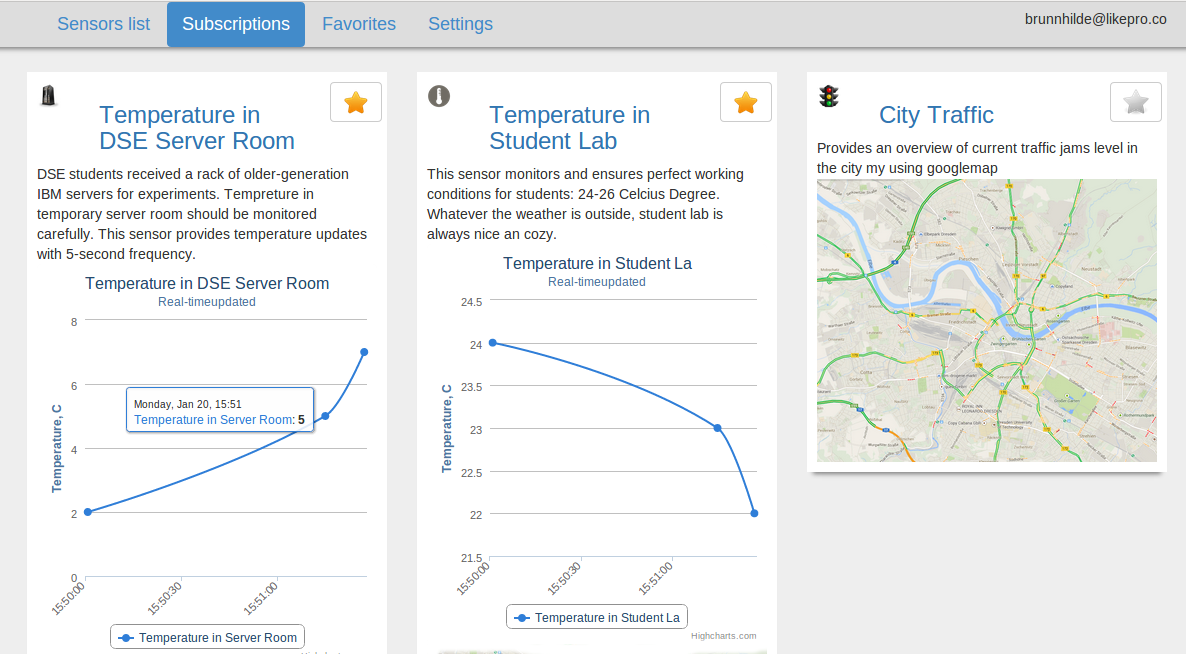 Sensors list
Subscriptions
Favorites
Settings
brunnhilde@likepro.co
Temperature in
DSE Server Room
DSE students received a rack of older-generation
IBM servers for experiments. Tempreture in
temporary server room should be monitored
carefully. This sensor provides temperature updates
with 5-second frequency.
Temperature in DSE Server Room
Real-timeupdated
Temperature, C
8
6
4
2
0
Monday, Jan 20, 15:51
Temperature in Server Room: 5
15:50:00
15:50:30
15:51:00
Temperature in Server Room
Temperature in
Student Lab
This sensor monitors and ensures perfect working
conditions for students: 24-26 Celcius Degree.
Whatever the weather is outside, student lab is
always nice an cozy.
Temperature in Student La
Real-timeupdated
Temperature, C
24.5
24
23.5
23
22.5
22
21.5
15:50:00
15:50:30
15:51:00
Temperature in Student La
Highcharts.com
City Traffic
Provides an overview of current traffic jams level in
the city my using googlemap